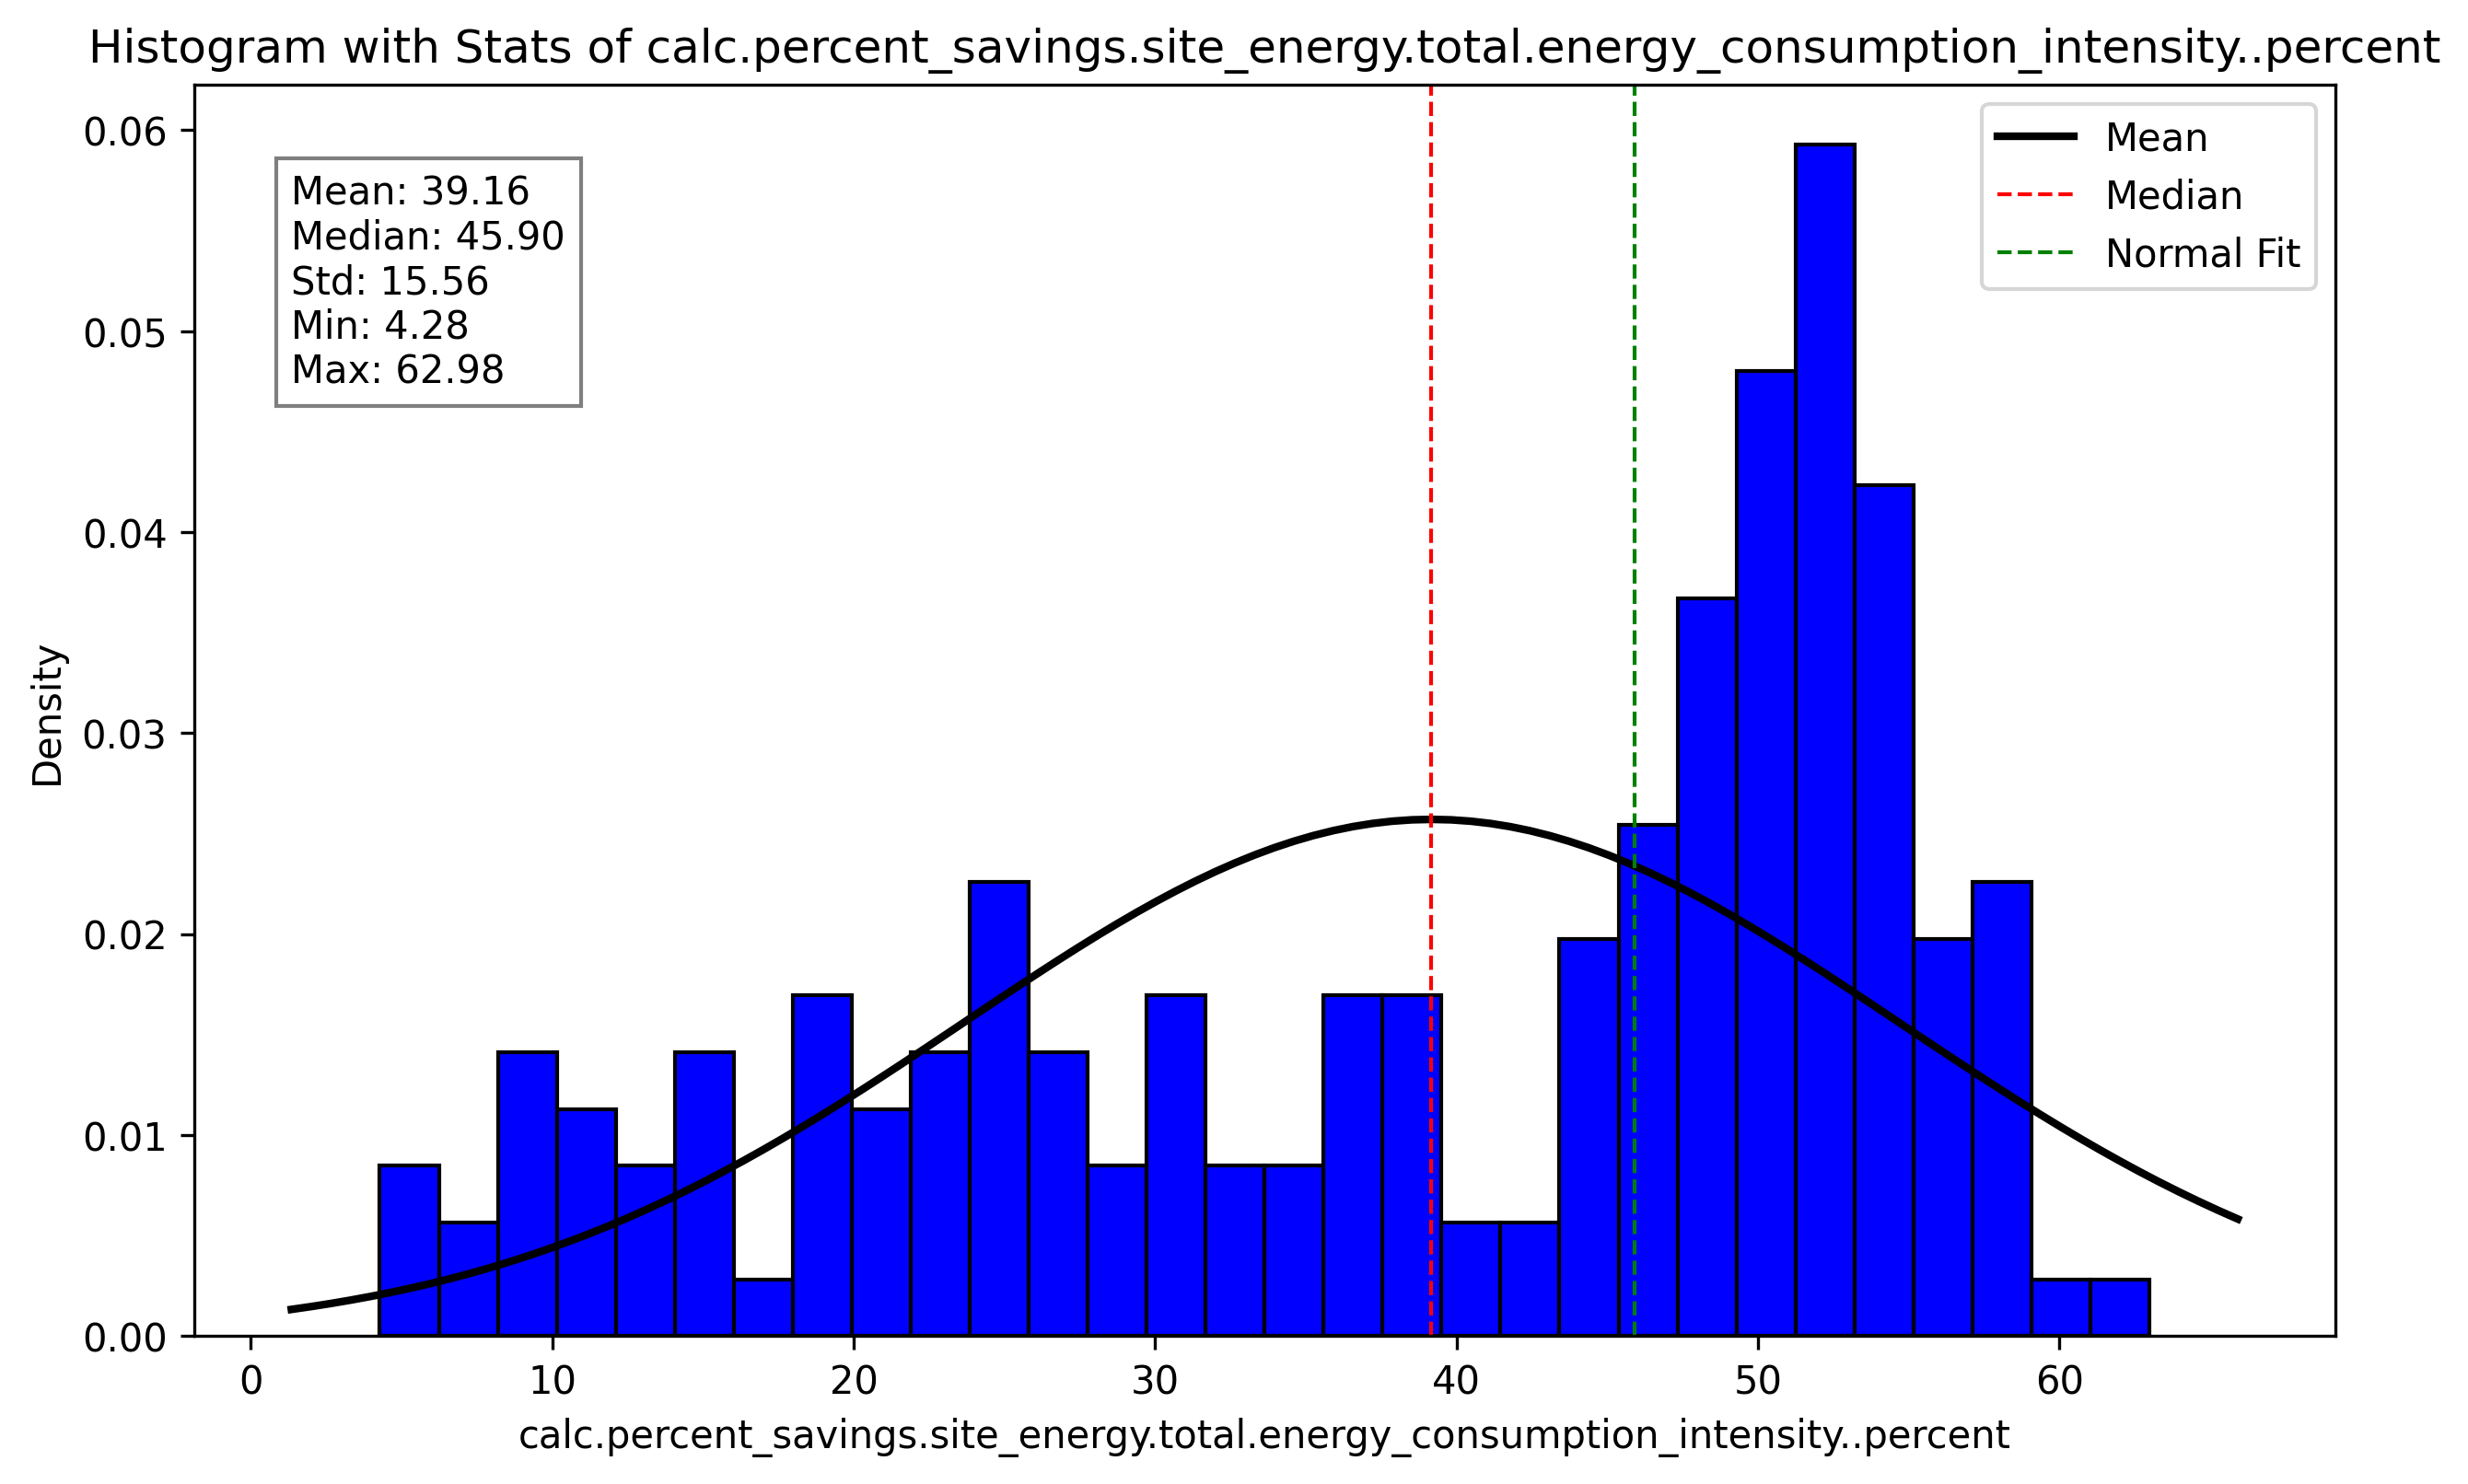 Histogram with Stats of calc.percent_savings.site_energy.total.energy_consumption_intensity..percent
Mean: 39.16
Median: 45.90
Std: 15.56
Min: 4.28
Max: 62.98
Mean
Median
Normal Fit
Density
0.06
0.05
0.04
0.03
0.02
0.01
0.00
0
10
20
30
40
50
60
calc.percent_savings.site_energy.total.energy_consumption_intensity..percent